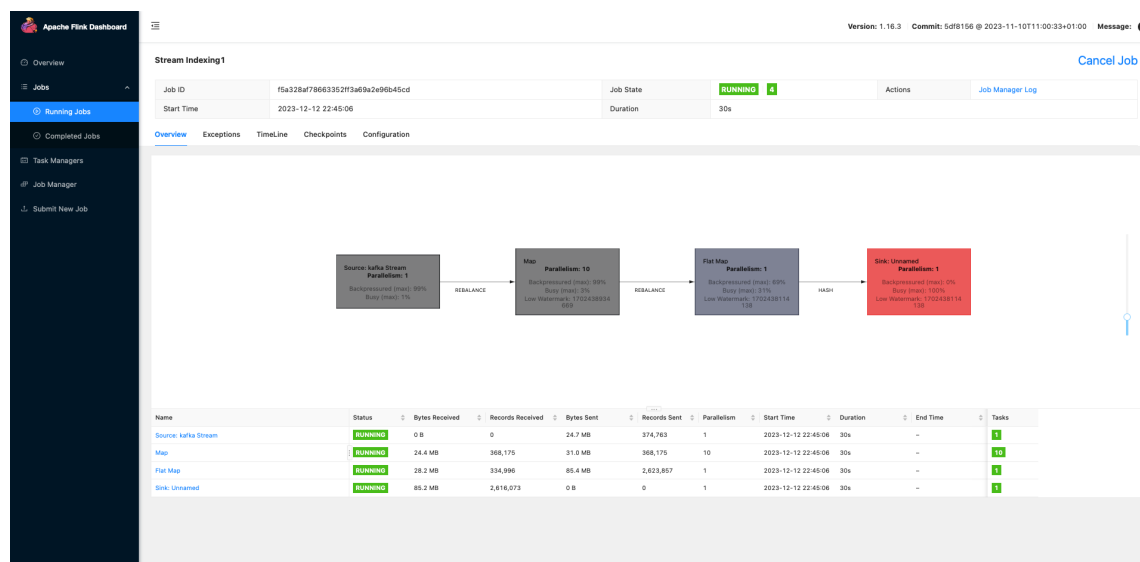 Apache Flink Dashboard
Version: 1.16.3 Commit: 5df8156 @ 2023-11-10T11:00:33+01:00 Message:
Overview
Jobs
Running Jobs
Completed Jobs
Task Managers
Job Manager
Submit New Job
Stream Indexing1
Cancel Job
Job ID f5a328af78663352ff3a69a2e96b45cd Job State RUNNING 4 Actions Job Manager Log
Start Time 2023-12-12 22:45:06 Duration 30s
Overview Exceptions TimeLine Checkpoints Configuration
Source: kafka Stream
Parallelism: 1
Backpressured (max): 99%
Busy (max): 1%
REBALANCE
Map
Parallelism: 10
Backpressured (max): 99%
Busy (max): 3%
Low Watermark: 1702438934
668
REBALANCE
Flat Map
Parallelism: 1
Backpressured (max): 69%
Busy (max): 31%
Low Watermark: 1702438114
138
HASH
Sink: Unnamed
Parallelism: 1
Backpressured (max): 0%
Busy (max): 100%
Low Watermark: 1702438114
138
Name Status Bytes Received Records Received Bytes Sent Records Sent Parallelism Start Time Duration End Time Tasks
Source: kafka Stream RUNNING 0 B 0 24.7 MB 374,763 1 2023-12-12 22:45:06 30s – 1
Map RUNNING 24.4 MB 368,175 31.0 MB 368,175 10 2023-12-12 22:45:06 30s – 10
Flat Map RUNNING 28.2 MB 334,996 85.4 MB 2,623,857 1 2023-12-12 22:45:06 30s – 1
Sink: Unnamed RUNNING 85.2 MB 2,616,073 0 B 0 1 2023-12-12 22:45:06 30s – 1